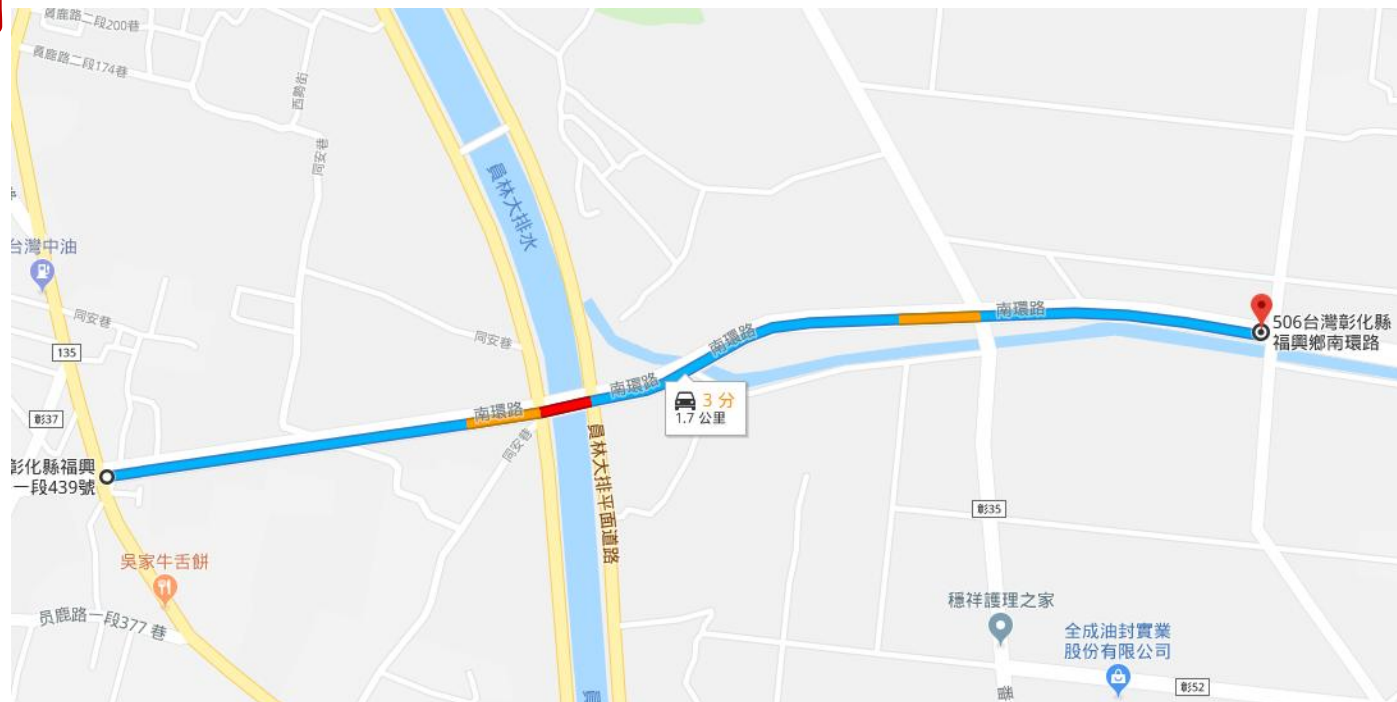 員鹿路二段200巷
員鹿路二段174巷
西勢街
同安巷
員林大排水
台灣中油
同安巷
135
同安巷
南環路
南環路
506台灣彰化縣
福興鄉南環路
南環路
3 分
1.7 公里
南環路
彰37
同安巷
彰化縣福興
一段439號
員林大排平面道路
彰35
吳家牛舌餅
员鹿路一段377 巷
穩祥護理之家
全成油封實業
股份有限公司
彰52
員